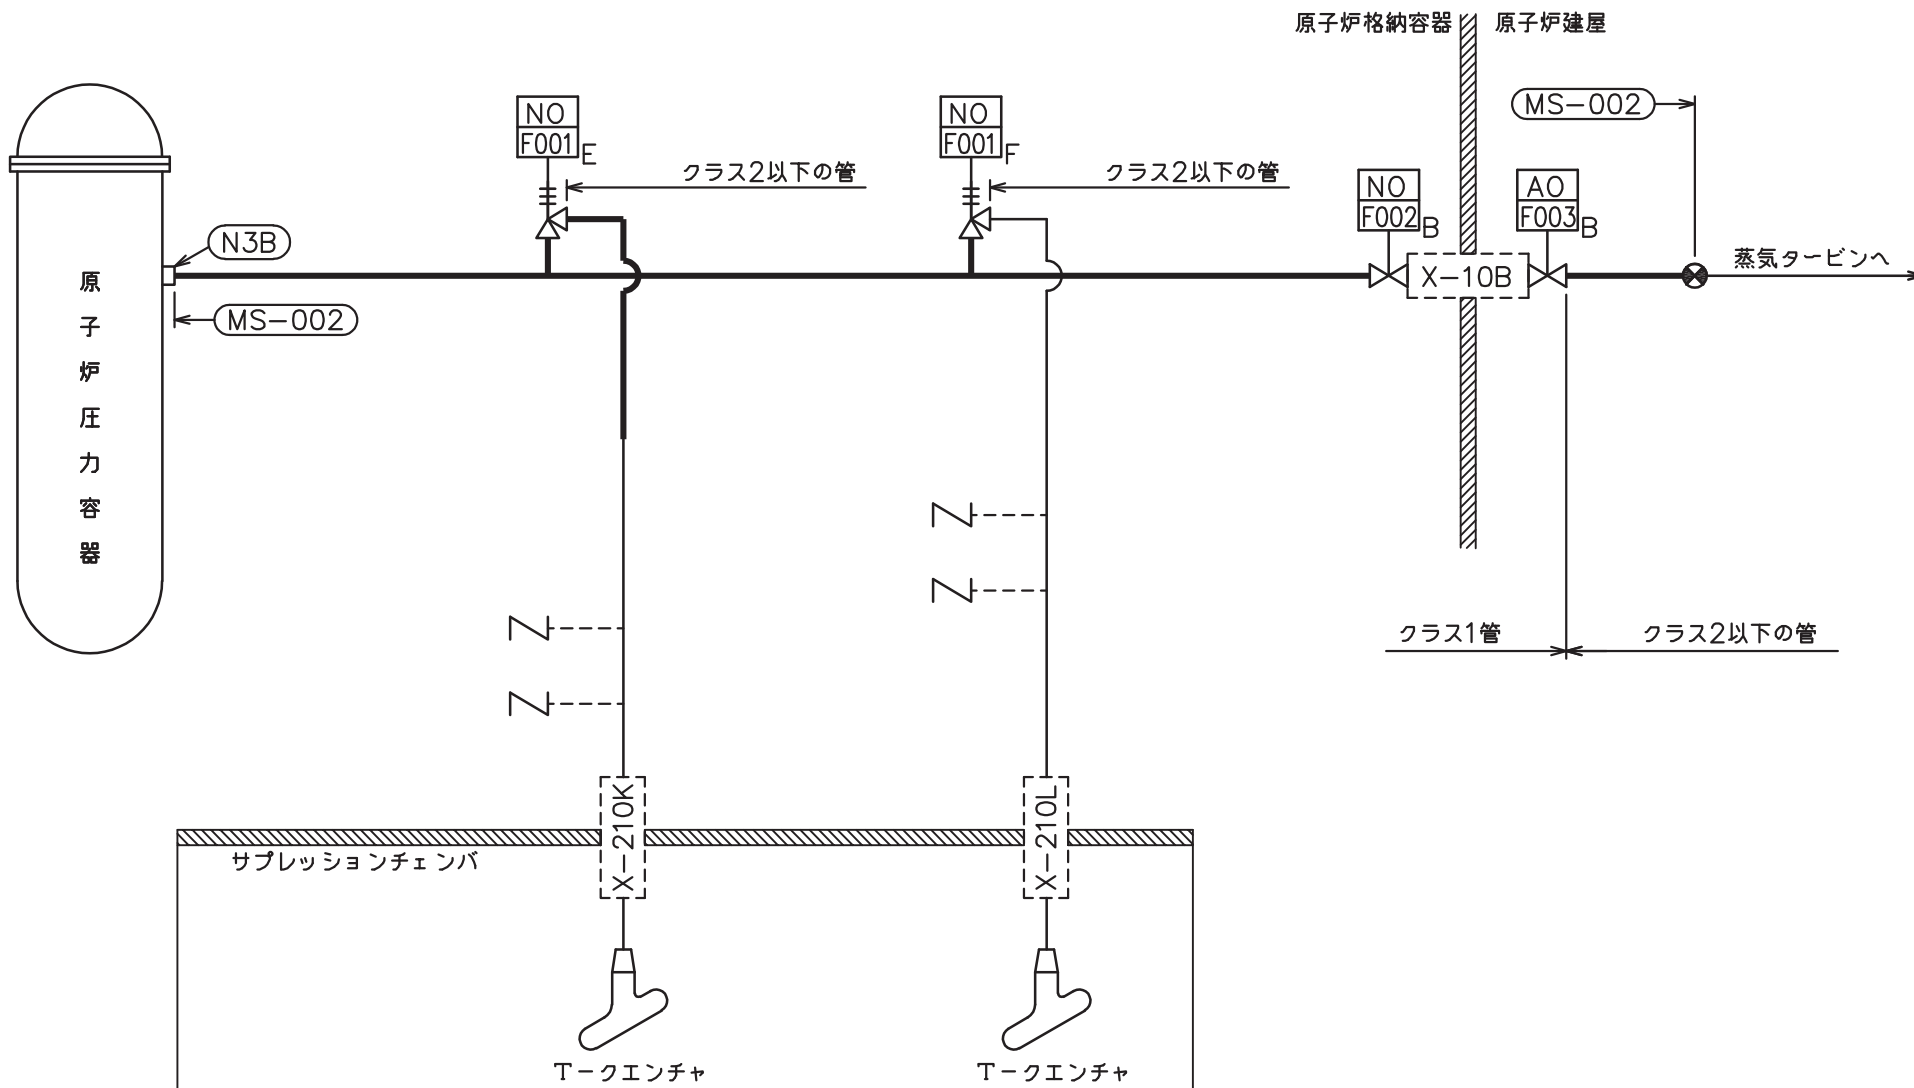 原子炉格納容器
原子炉建屋
NO
F001
E
クラス2以下の管
NO
F001
F
クラス2以下の管
MS-002
NO
F002
B
AO
F003
B
N3B
MS-002
X-10B
蒸気タービンへ
原子炉圧力容器
クラス1管
クラス2以下の管
X-210K
X-210L
サプレッションチェンバ
T-クエンチャ
T-クエンチャ